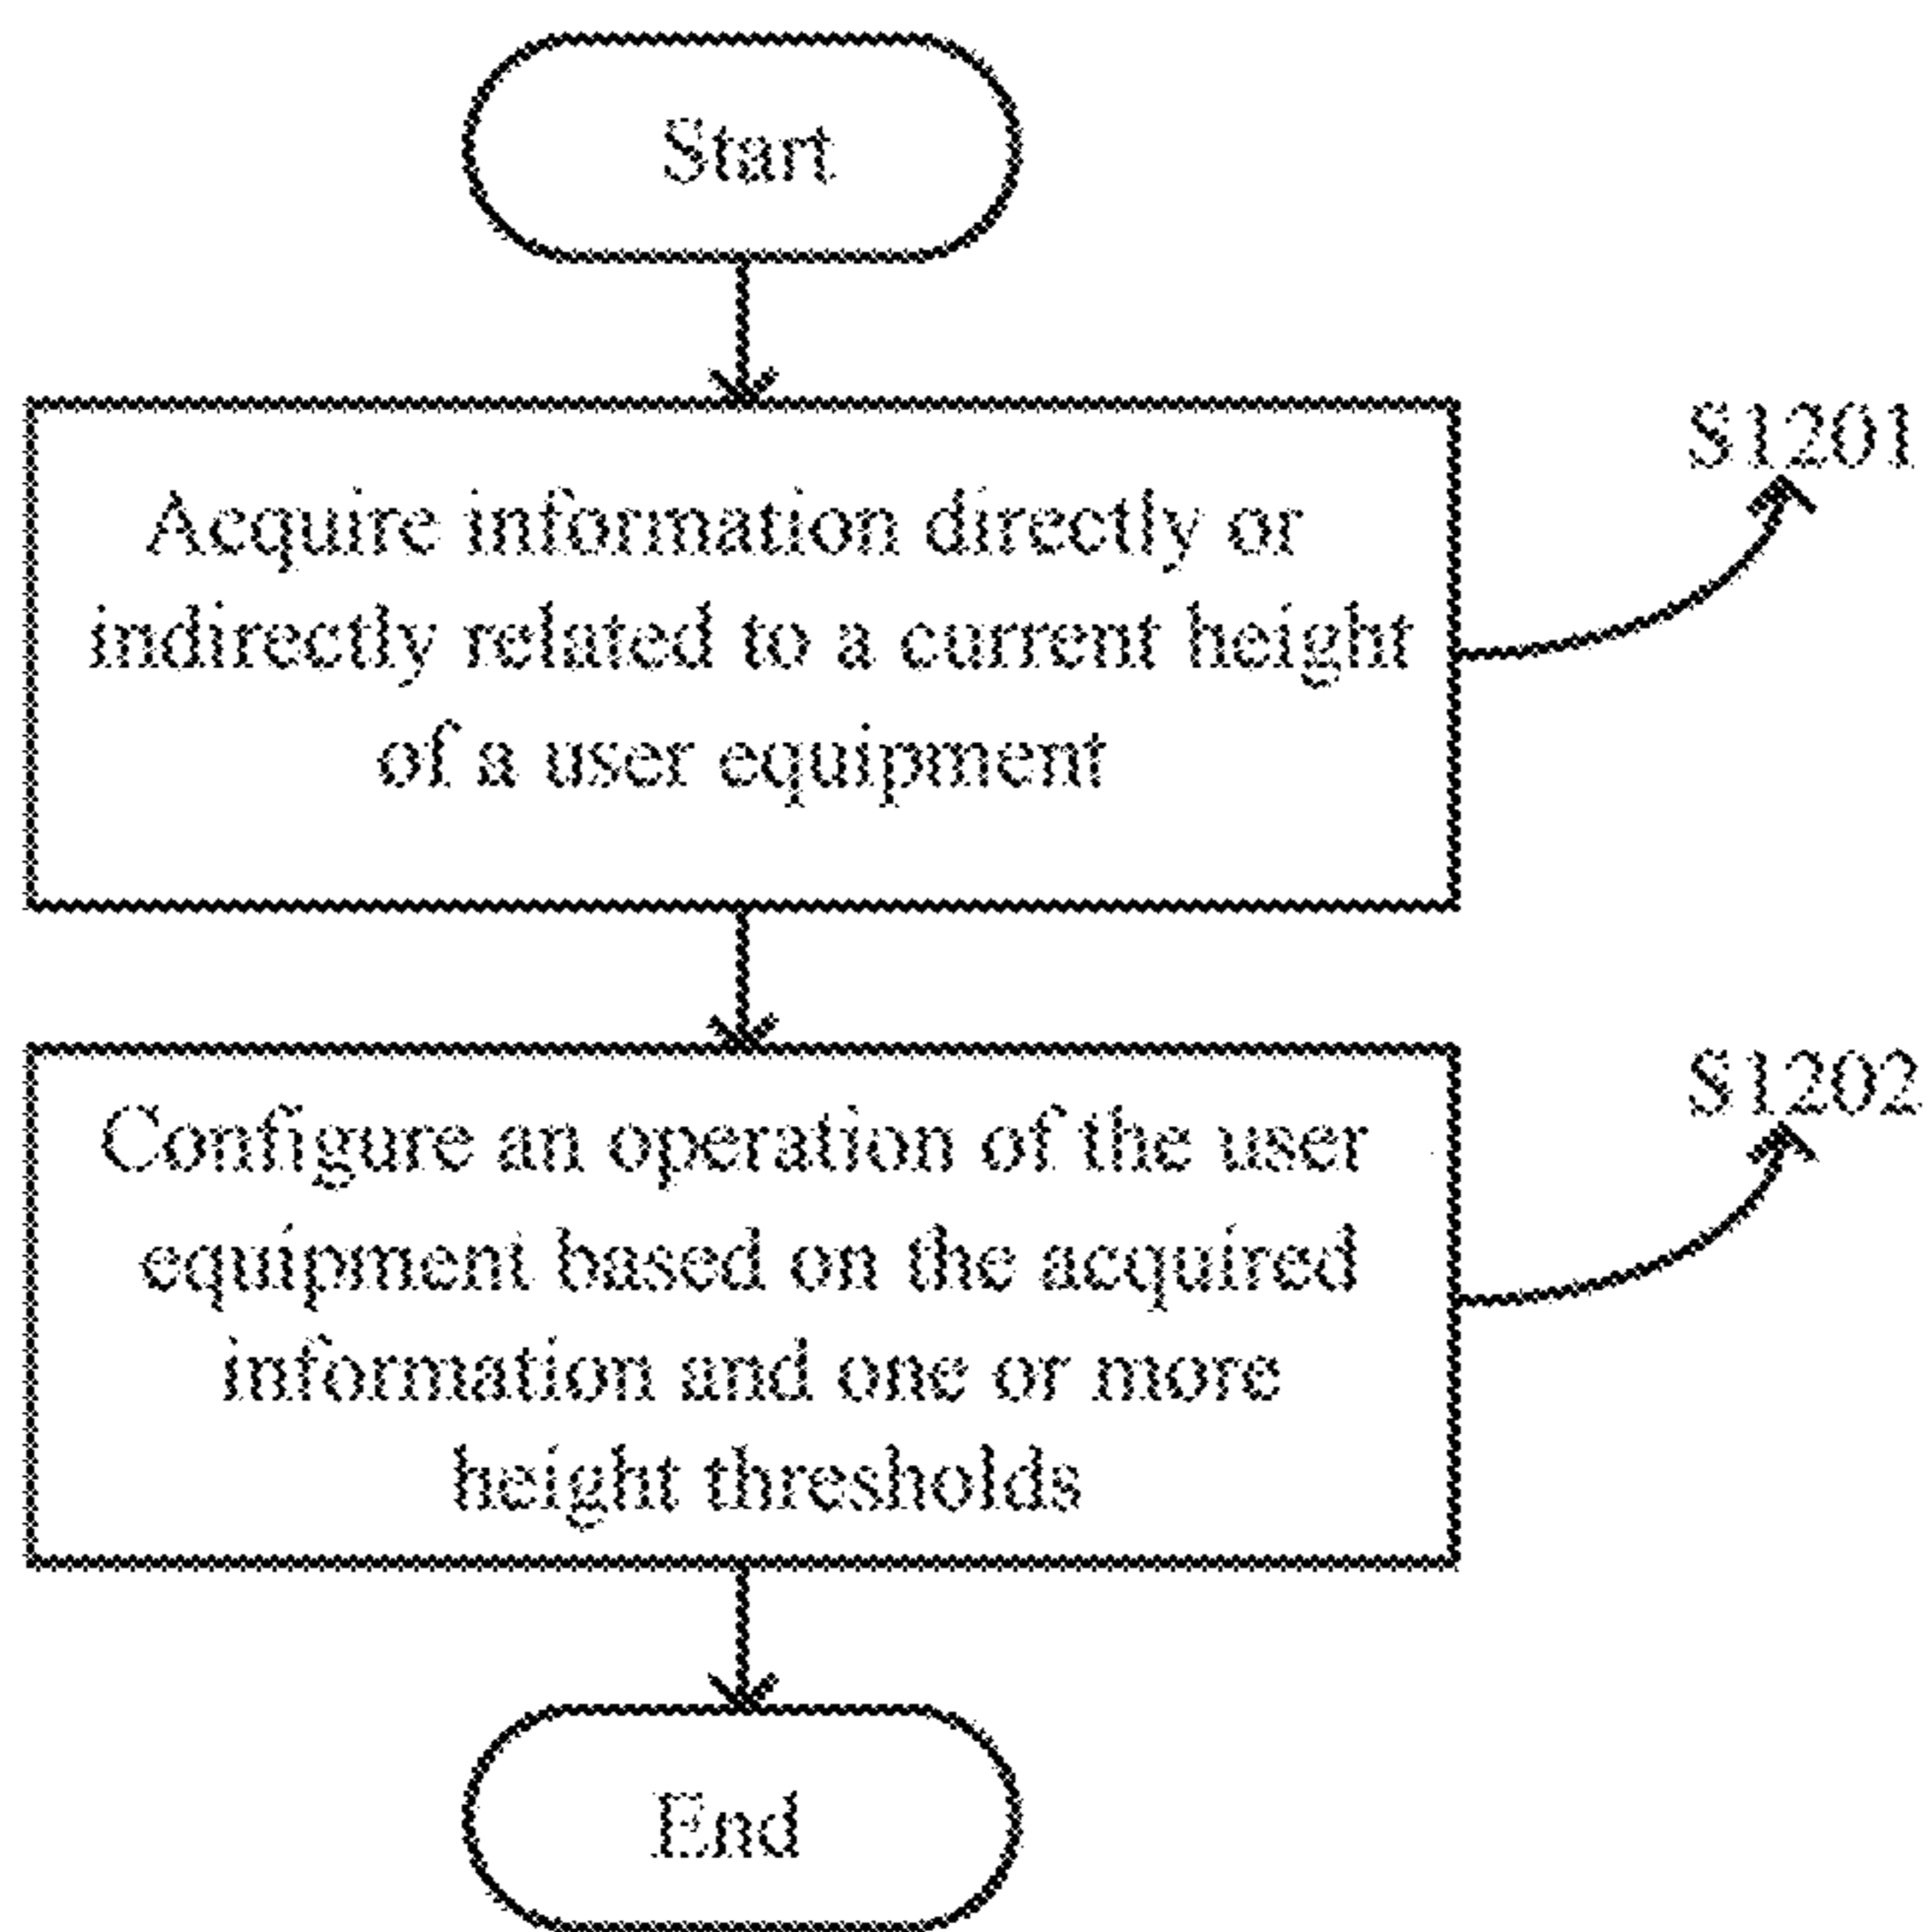 Start
S1201
Acquire information directly or
indirectly related to a current height
of a user equipment
S1202
Configure an operation of the user
equipment based on the acquired
information and one or more
height thresholds
End